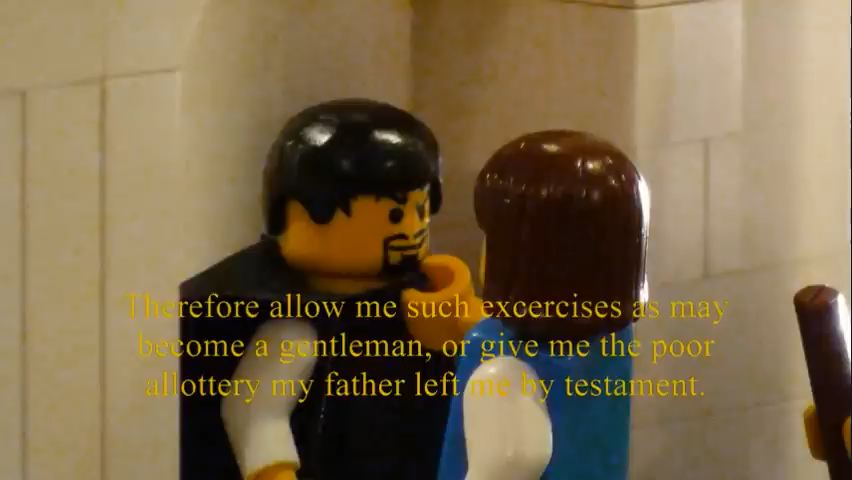 Therefore allow me such excercises as may
become a gentleman, or give me the poor
allottery my father left me by testament.